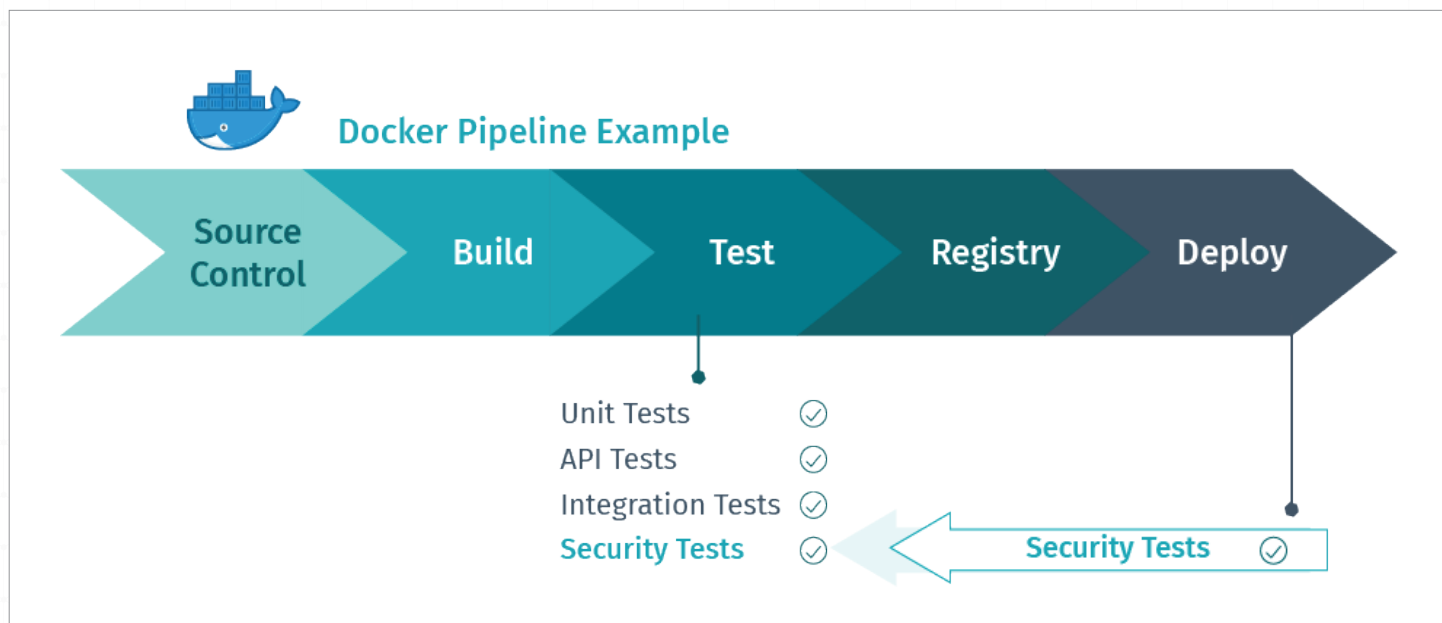 Docker Pipeline Example
Source
Control
Build
Test
Registry
Deploy
Unit Tests
API Tests
Integration Tests
Security Tests
Security Tests